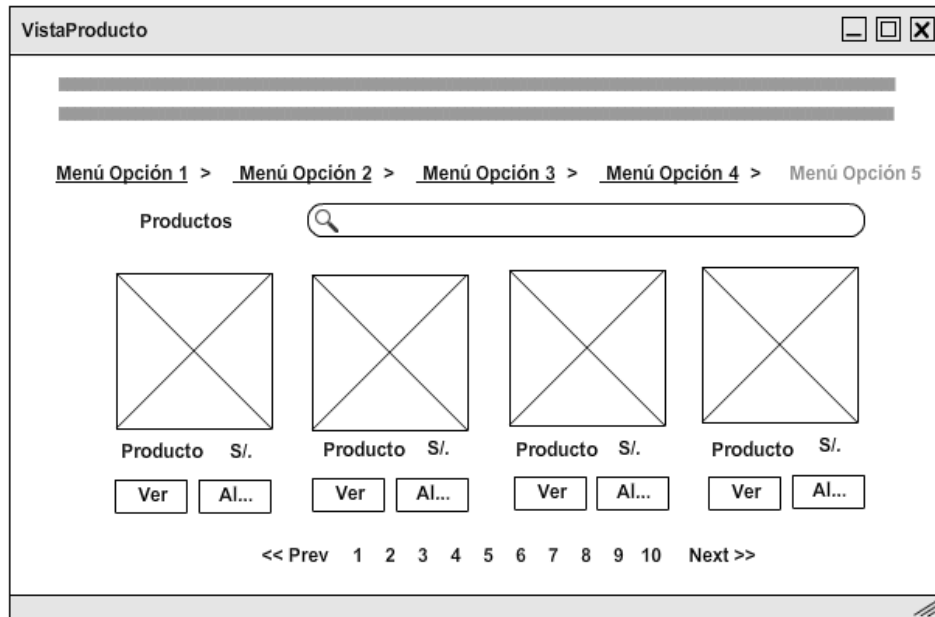 VistaProducto
Menú Opción 1 > Menú Opción 2 > Menú Opción 3 > Menú Opción 4 > Menú Opción 5
Productos
Producto S/. Producto S/. Producto S/. Producto S/.
Ver Al... Ver Al... Ver Al... Ver Al...
<< Prev 1 2 3 4 5 6 7 8 9 10 Next >>